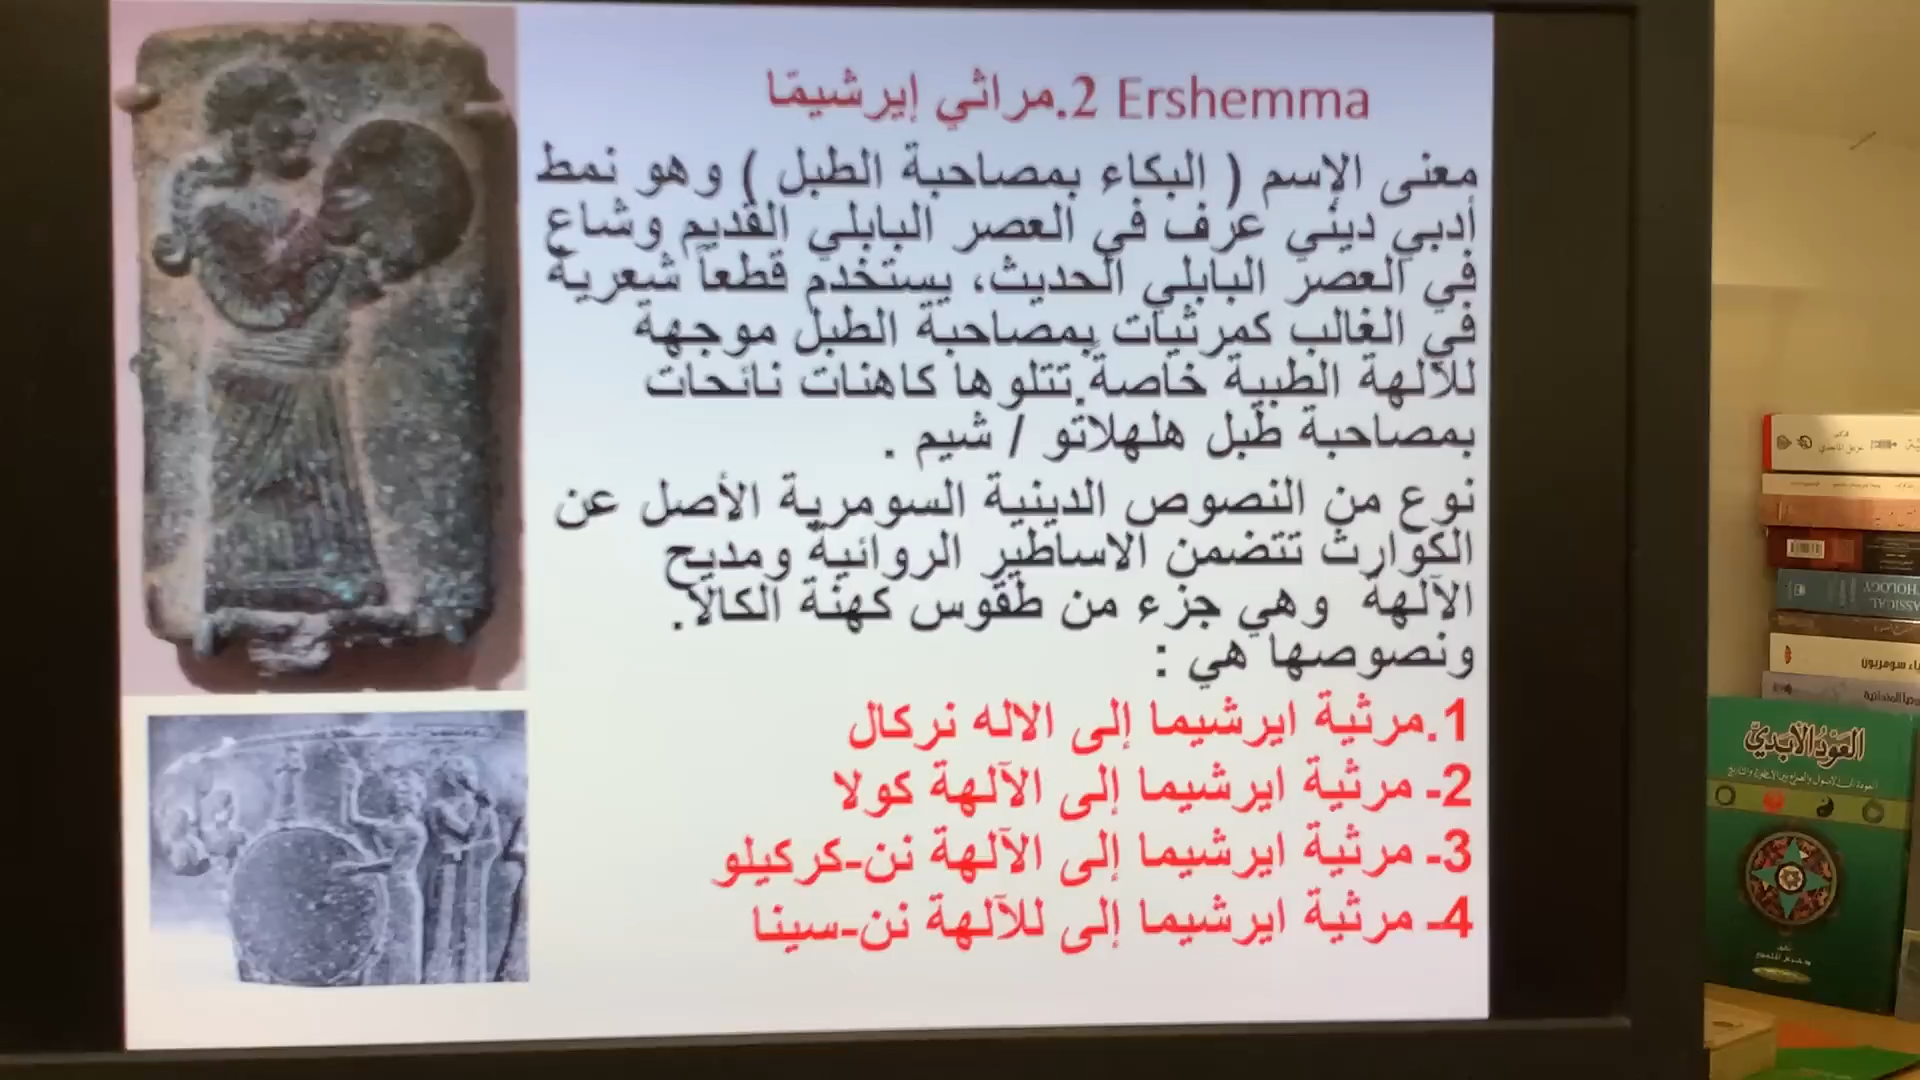 2.مراثي إيرشيمّا Ershemma
معنى الإسم ( البكاء بمصاحبة الطبل ) وهو نمط
أدبي ديني عرف في العصر البابلي القديم وشاع
في العصر البابلي الحديث، يستخدم قطعاً شعرية
في الغالب كمرثيات بمصاحبة الطبل موجهة
للآلهة الطبية خاصة.تتلوها كاهنات نائحات
بمصاحبة طبل هلهلاتو / شيم .
نوع من النصوص الدينية السومرية الأصل عن
الكوارث تتضمن الاساطير الروائية ومديح
الآلهة وهي جزء من طقوس كهنة الكالا.
ونصوصها هي :
1.مرثية ايرشيما إلى الاله نركال
2- مرثية ايرشيما إلى الآلهة كولا
3- مرثية ايرشيما إلى الآلهة نن-كركيلو
4- مرثية ايرشيما إلى للآلهة نن-سينا
العَوْدُ الأبَديّ